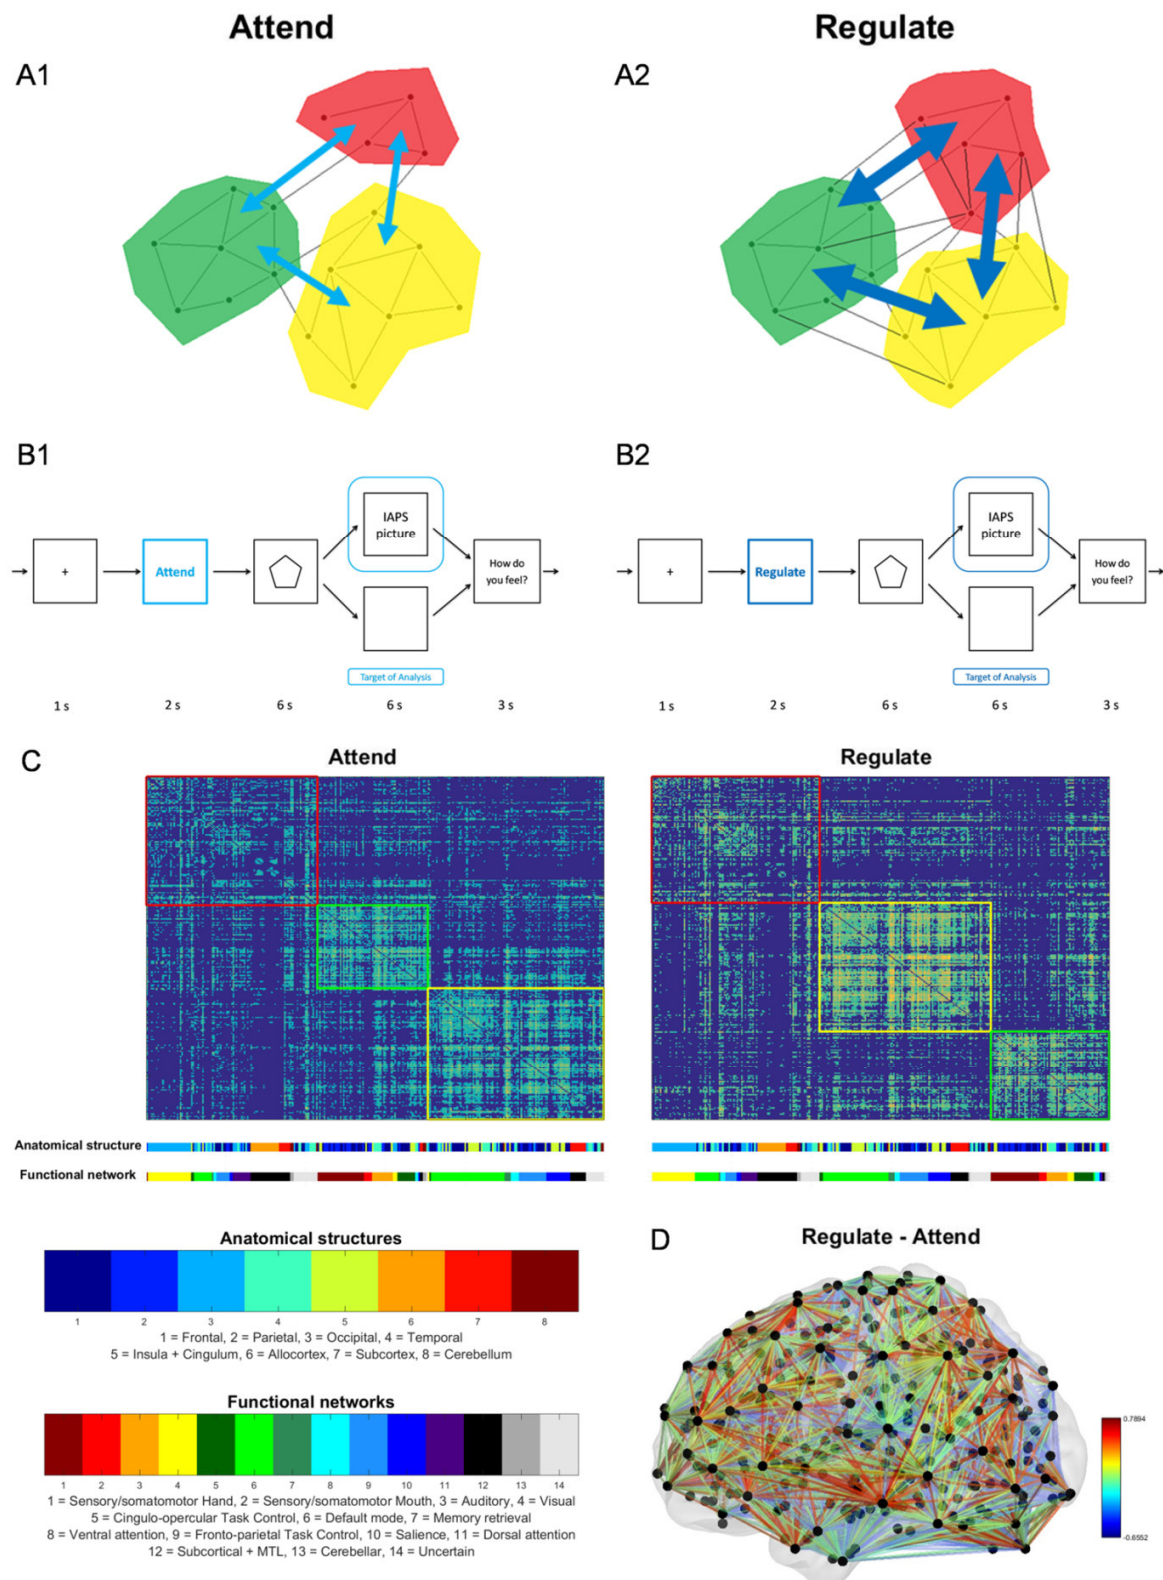 Attend
Regulate
A1
A2
B1
B2
+
Attend
IAPS
picture
How do
you feel?
Target of Analysis
1 s
2 s
6 s
6 s
3 s
+
Regulate
IAPS
picture
How do
you feel?
Target of Analysis
1 s
2 s
6 s
6 s
3 s
C
Attend
Regulate
Anatomical structure
Functional network
Anatomical structures
1 2 3 4 5 6 7 8
1 = Frontal, 2 = Parietal, 3 = Occipital, 4 = Temporal
5 = Insula + Cingulum, 6 = Allocortex, 7 = Subcortex, 8 = Cerebellum
Functional networks
1 2 3 4 5 6 7 8 9 10 11 12 13 14
1 = Sensory/somatomotor Hand, 2 = Sensory/somatomotor Mouth, 3 = Auditory, 4 = Visual
5 = Cingulo-opercular Task Control, 6 = Default mode, 7 = Memory retrieval
8 = Ventral attention, 9 = Fronto-parietal Task Control, 10 = Salience, 11 = Dorsal attention
12 = Subcortical + MTL, 13 = Cerebellar, 14 = Uncertain
D
Regulate - Attend
0.7894
-0.6552